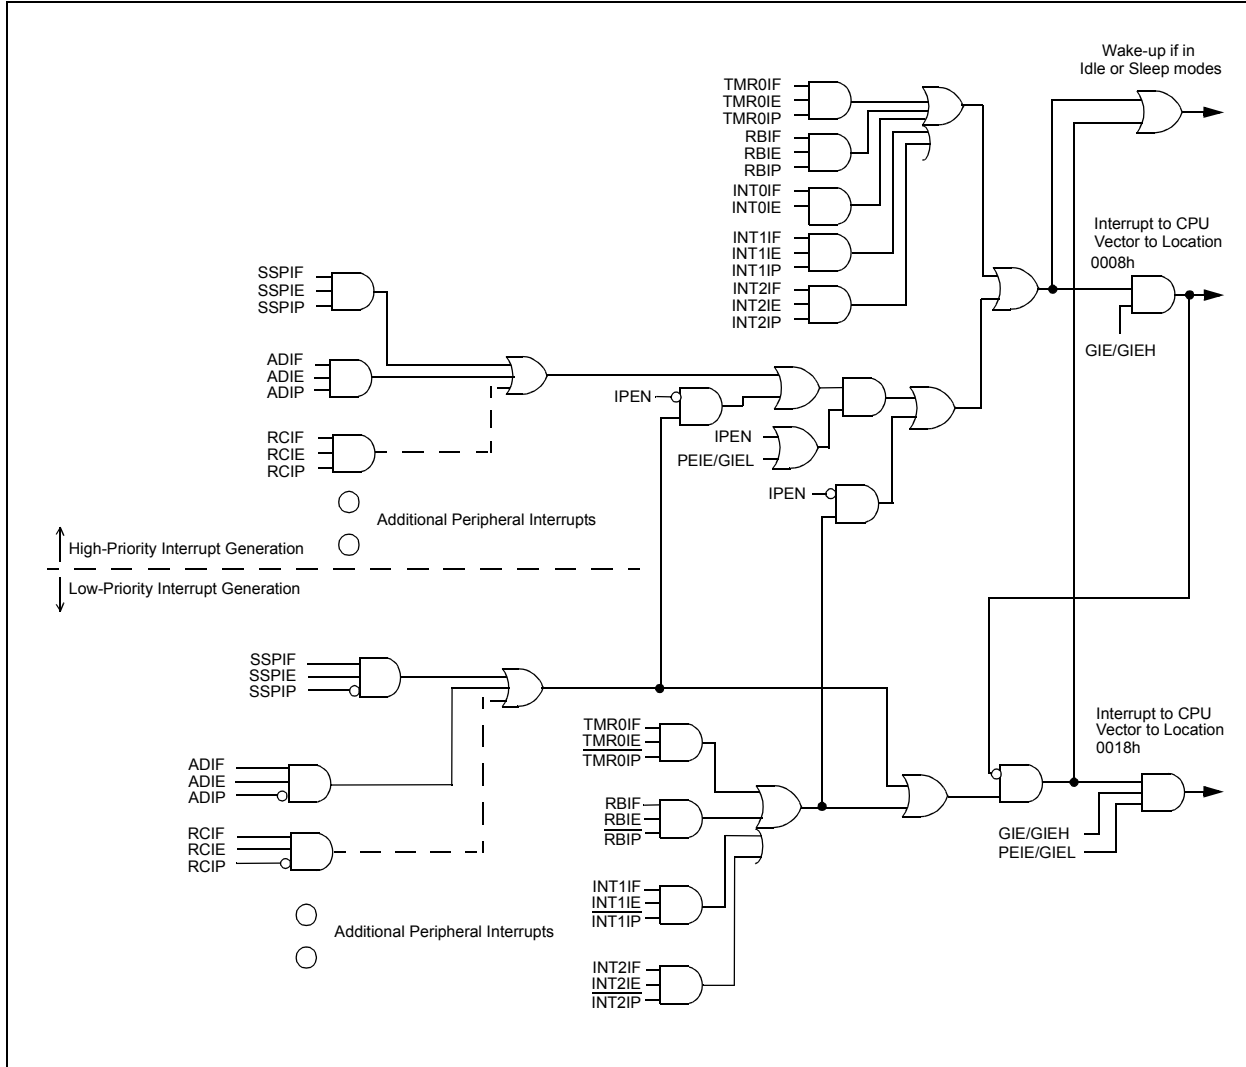 Wake-up if in
Idle or Sleep modes
TMR0IF
TMR0IE
TMR0IP
RBIF
RBIE
RBIP
INT0IF
INT0IE
INT1IF
INT1IE
INT1IP
INT2IF
INT2IE
INT2IP
Interrupt to CPU
Vector to Location
0008h
GIE/GIEH
SSPIF
SSPIE
SSPIP
ADIF
ADIE
ADIP
RCIF
RCIE
RCIP
IPEN
IPEN
PEIE/GIEL
IPEN
Additional Peripheral Interrupts
High-Priority Interrupt Generation
Low-Priority Interrupt Generation
SSPIF
SSPIE
SSPIP
ADIF
ADIE
ADIP
RCIF
RCIE
RCIP
Additional Peripheral Interrupts
TMR0IF
TMR0IE
TMR0IP
RBIF
RBIE
RBIP
INT1IF
INT1IE
INT1IP
INT2IF
INT2IE
INT2IP
Interrupt to CPU
Vector to Location
0018h
GIE/GIEH
PEIE/GIEL